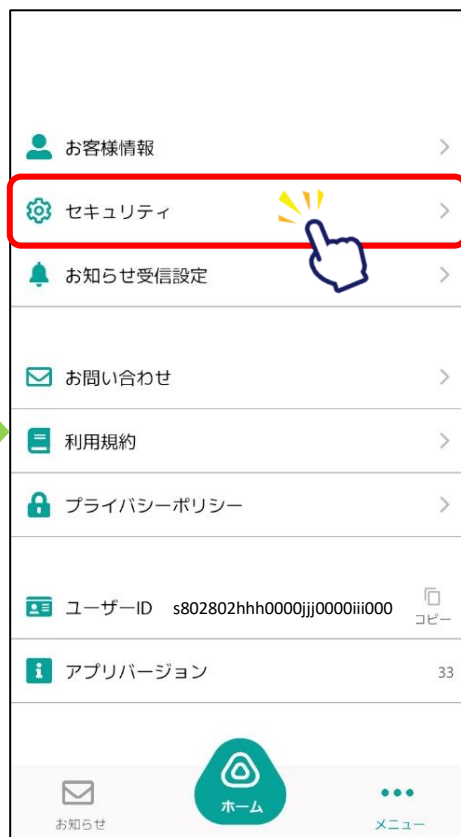 お客様情報
セキュリティ
お知らせ受信設定
お問い合わせ
利用規約
プライバシーポリシー
ユーザーID s802802hhh0000jjj0000iii000 コピー
アプリバージョン 33
お知らせ ホーム メニュー